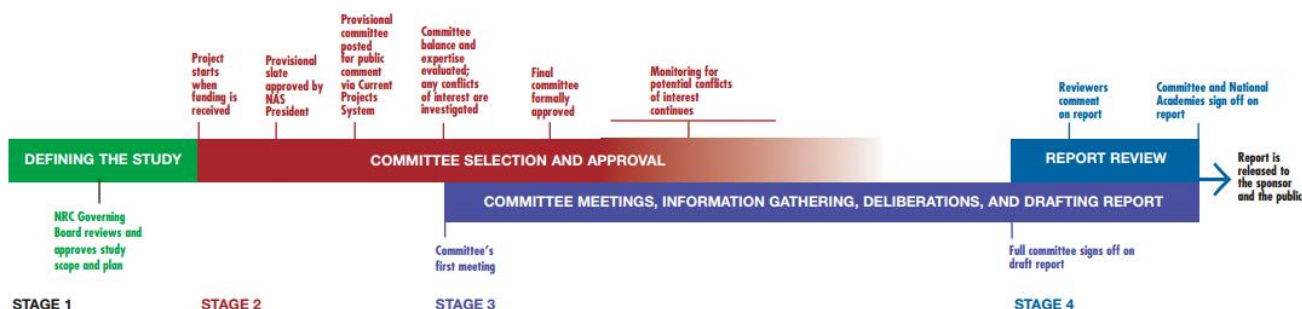 Project
starts
when
funding is
received
Provisional
slate
approved by
NAS
President
Provisional
committee
posted
for public
comment
via Current
Projects
System
Committee
balance and
expertise
evaluated;
any conflicts
of interest are
investigated
Final
committee
formally
approved
Monitoring for
potential conflicts
of interest
continues
Reviewers
comment
on report
Committee and National
Academies sign off on
report
DEFINING THE STUDY
COMMITTEE SELECTION AND APPROVAL
REPORT REVIEW
Report is
released to
the sponsor
and the public
COMMITTEE MEETINGS, INFORMATION GATHERING, DELIBERATIONS, AND DRAFTING REPORT
NRC Governing
Board reviews and
approves study
scope and plan
Committee's
first meeting
Full committee signs off on
draft report
STAGE 1
STAGE 2
STAGE 3
STAGE 4